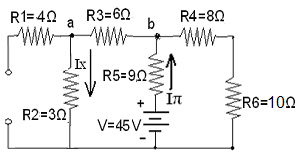 R1=4Ω
a
R3=6Ω
b
R4=8Ω
Ix
R5=9Ω
Iπ
R2=3Ω
+
V=45V
-
R6=10Ω